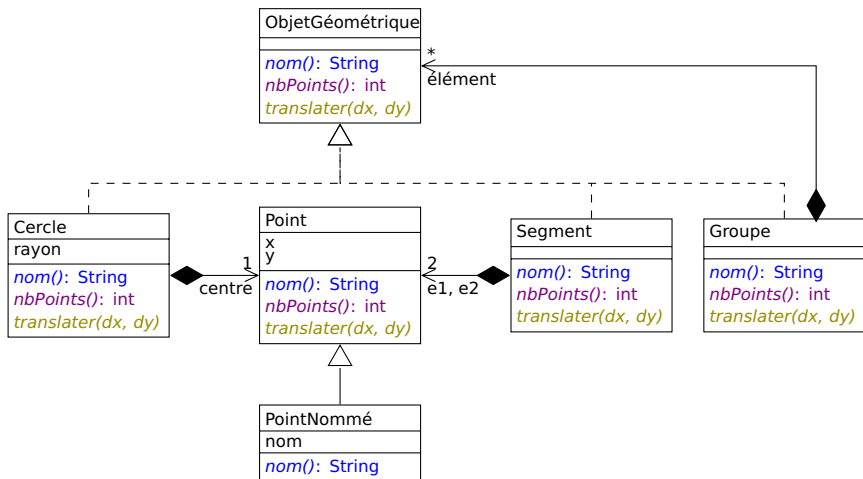 ObjetGéométrique
nom(): String
nbPoints(): int
translater(dx, dy)
*
élément
Cercle
rayon
nom(): String
nbPoints(): int
translater(dx, dy)
1
centre
Point
x
y
nom(): String
nbPoints(): int
translater(dx, dy)
2
e1, e2
Segment
nom(): String
nbPoints(): int
translater(dx, dy)
Groupe
nom(): String
nbPoints(): int
translater(dx, dy)
PointNommé
nom
nom(): String